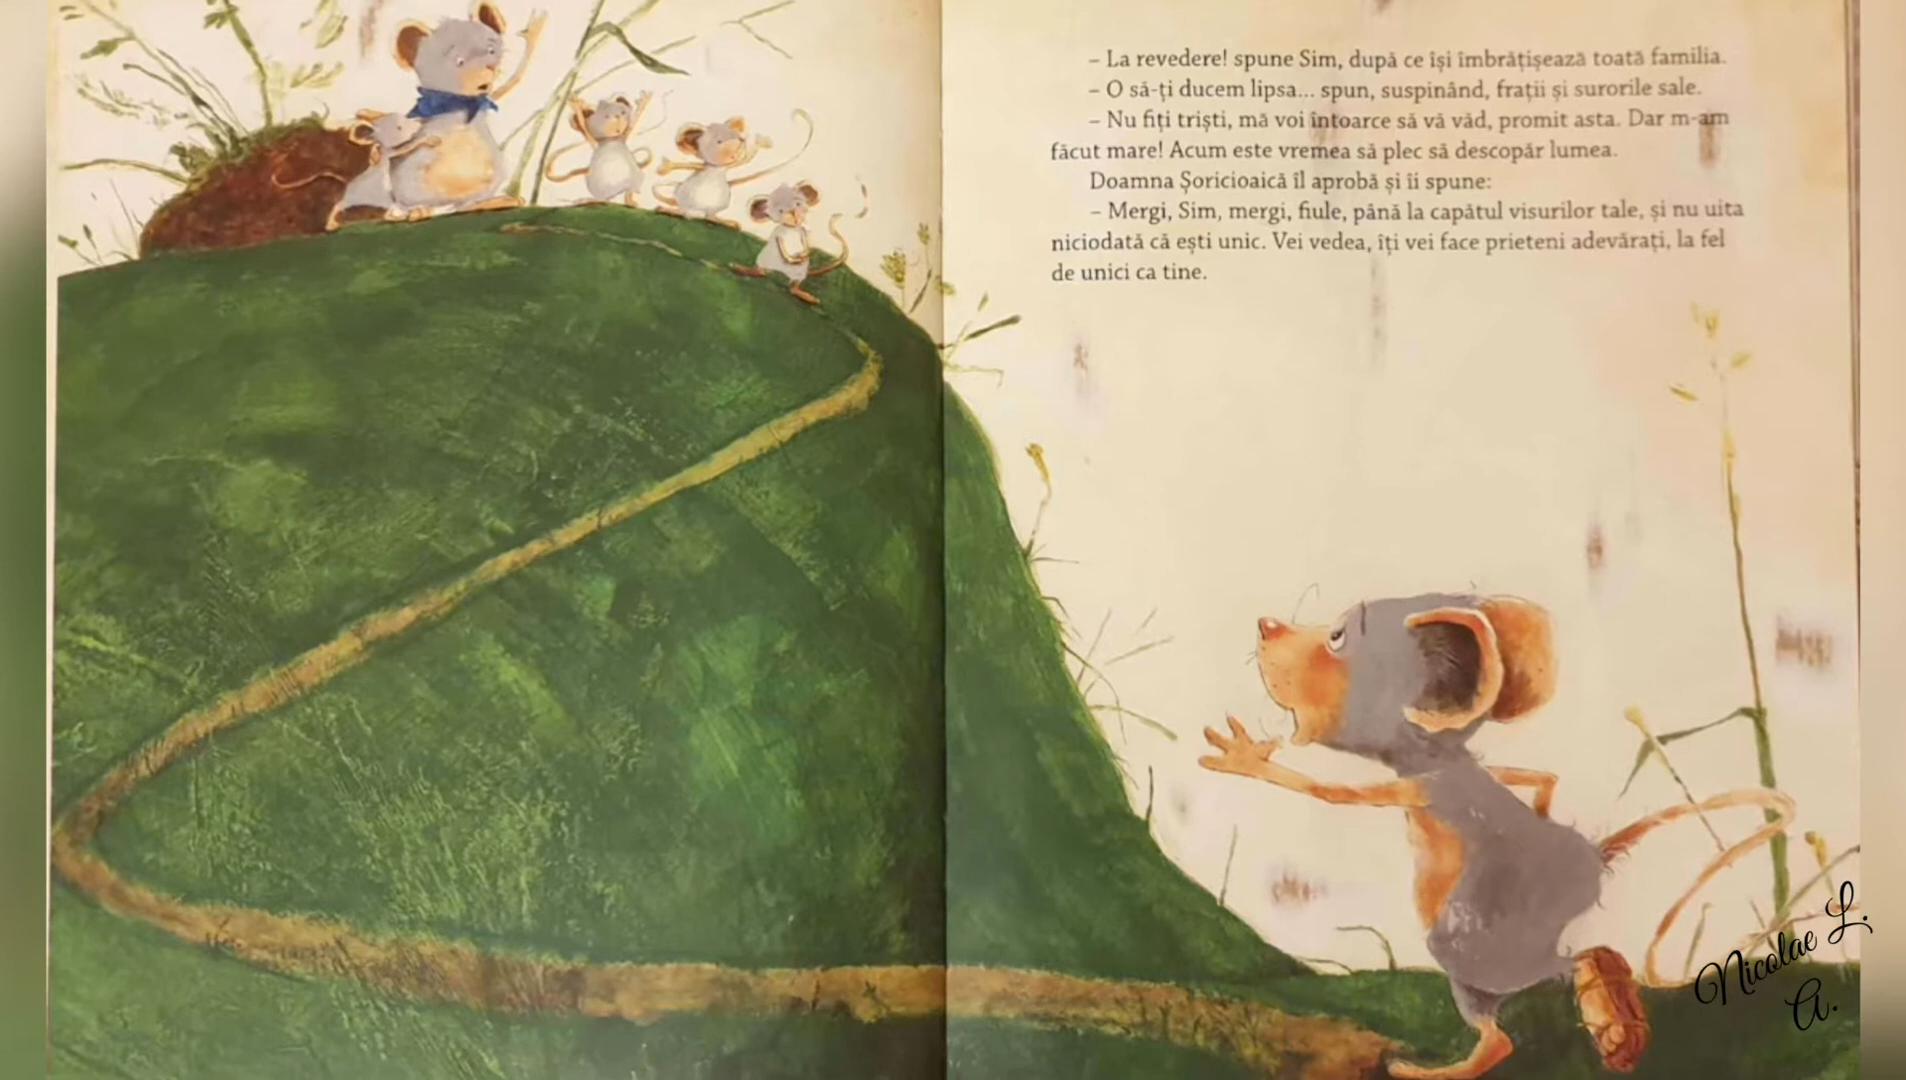 – La revedere! spune Sim, după ce își îmbrățișează toată familia.
– O să-ți ducem lipsa... spun, suspinând, frații și surorile sale.
– Nu fiți triști, mă voi întoarce să vă văd, promit asta. Dar m-am
făcut mare! Acum este vremea să plec să descopăr lumea.
Doamna Șoricioaică îl aprobă și îi spune:
– Mergi, Sim, mergi, fiule, până la capătul visurilor tale, și nu uita
niciodată că ești unic. Vei vedea, îți vei face prieteni adevărați, la fel
de unici ca tine.
Nicolae L.
A.